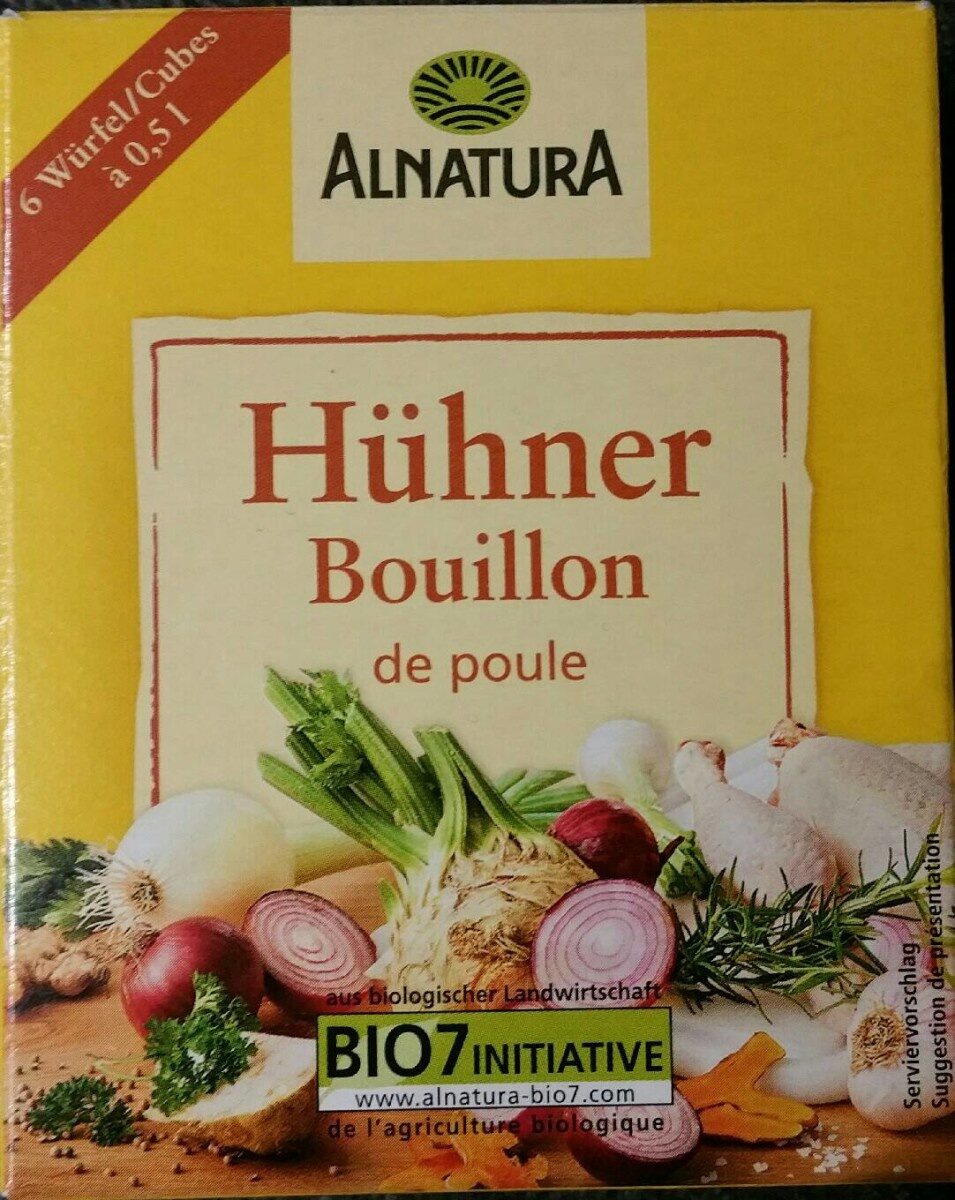 6 Würfel/Cubes
à 0,5 l
ALNATURA
Hühner
Bouillon
de poule
aus biologischer Landwirtschaft
BIO7 INITIATIVE
www.alnatura-bio7.com
de l'agriculture biologique
Serviervorschlag
Suggestion de présentation